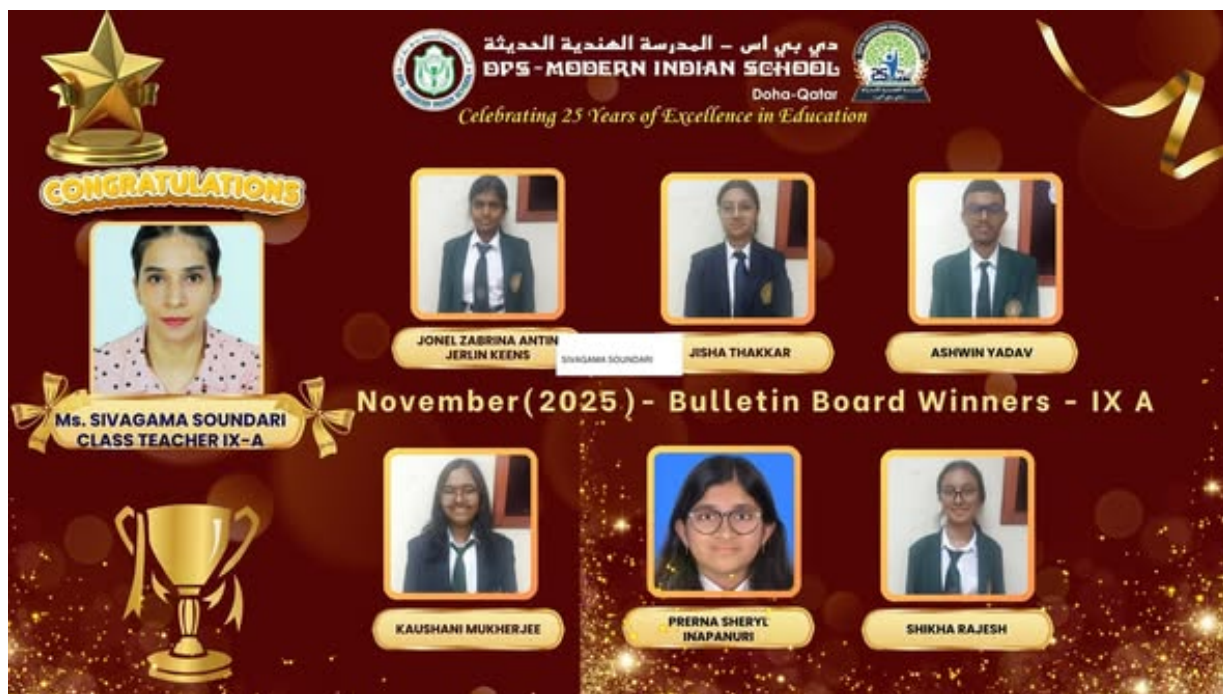 دي بي اس – المدرسة الهندية الحديثة
DPS-MODERN INDIAN SCHOOL
Doha-Qatar
Celebrating 25 Years of Excellence in Education
CONGRATULATIONS
Ms. SIVAGAMA SOUNDARI
CLASS TEACHER IX-A
JONEL ZABRINA ANTIN
JERLIN KEENS
SIVAGAMA SOUNDARI
JISHA THAKKAR
ASHWIN YADAV
November(2025)- Bulletin Board Winners - IX A
KAUSHANI MUKHERJEE
PRERNA SHERYL
INAPANURI
SHIKHA RAJESH